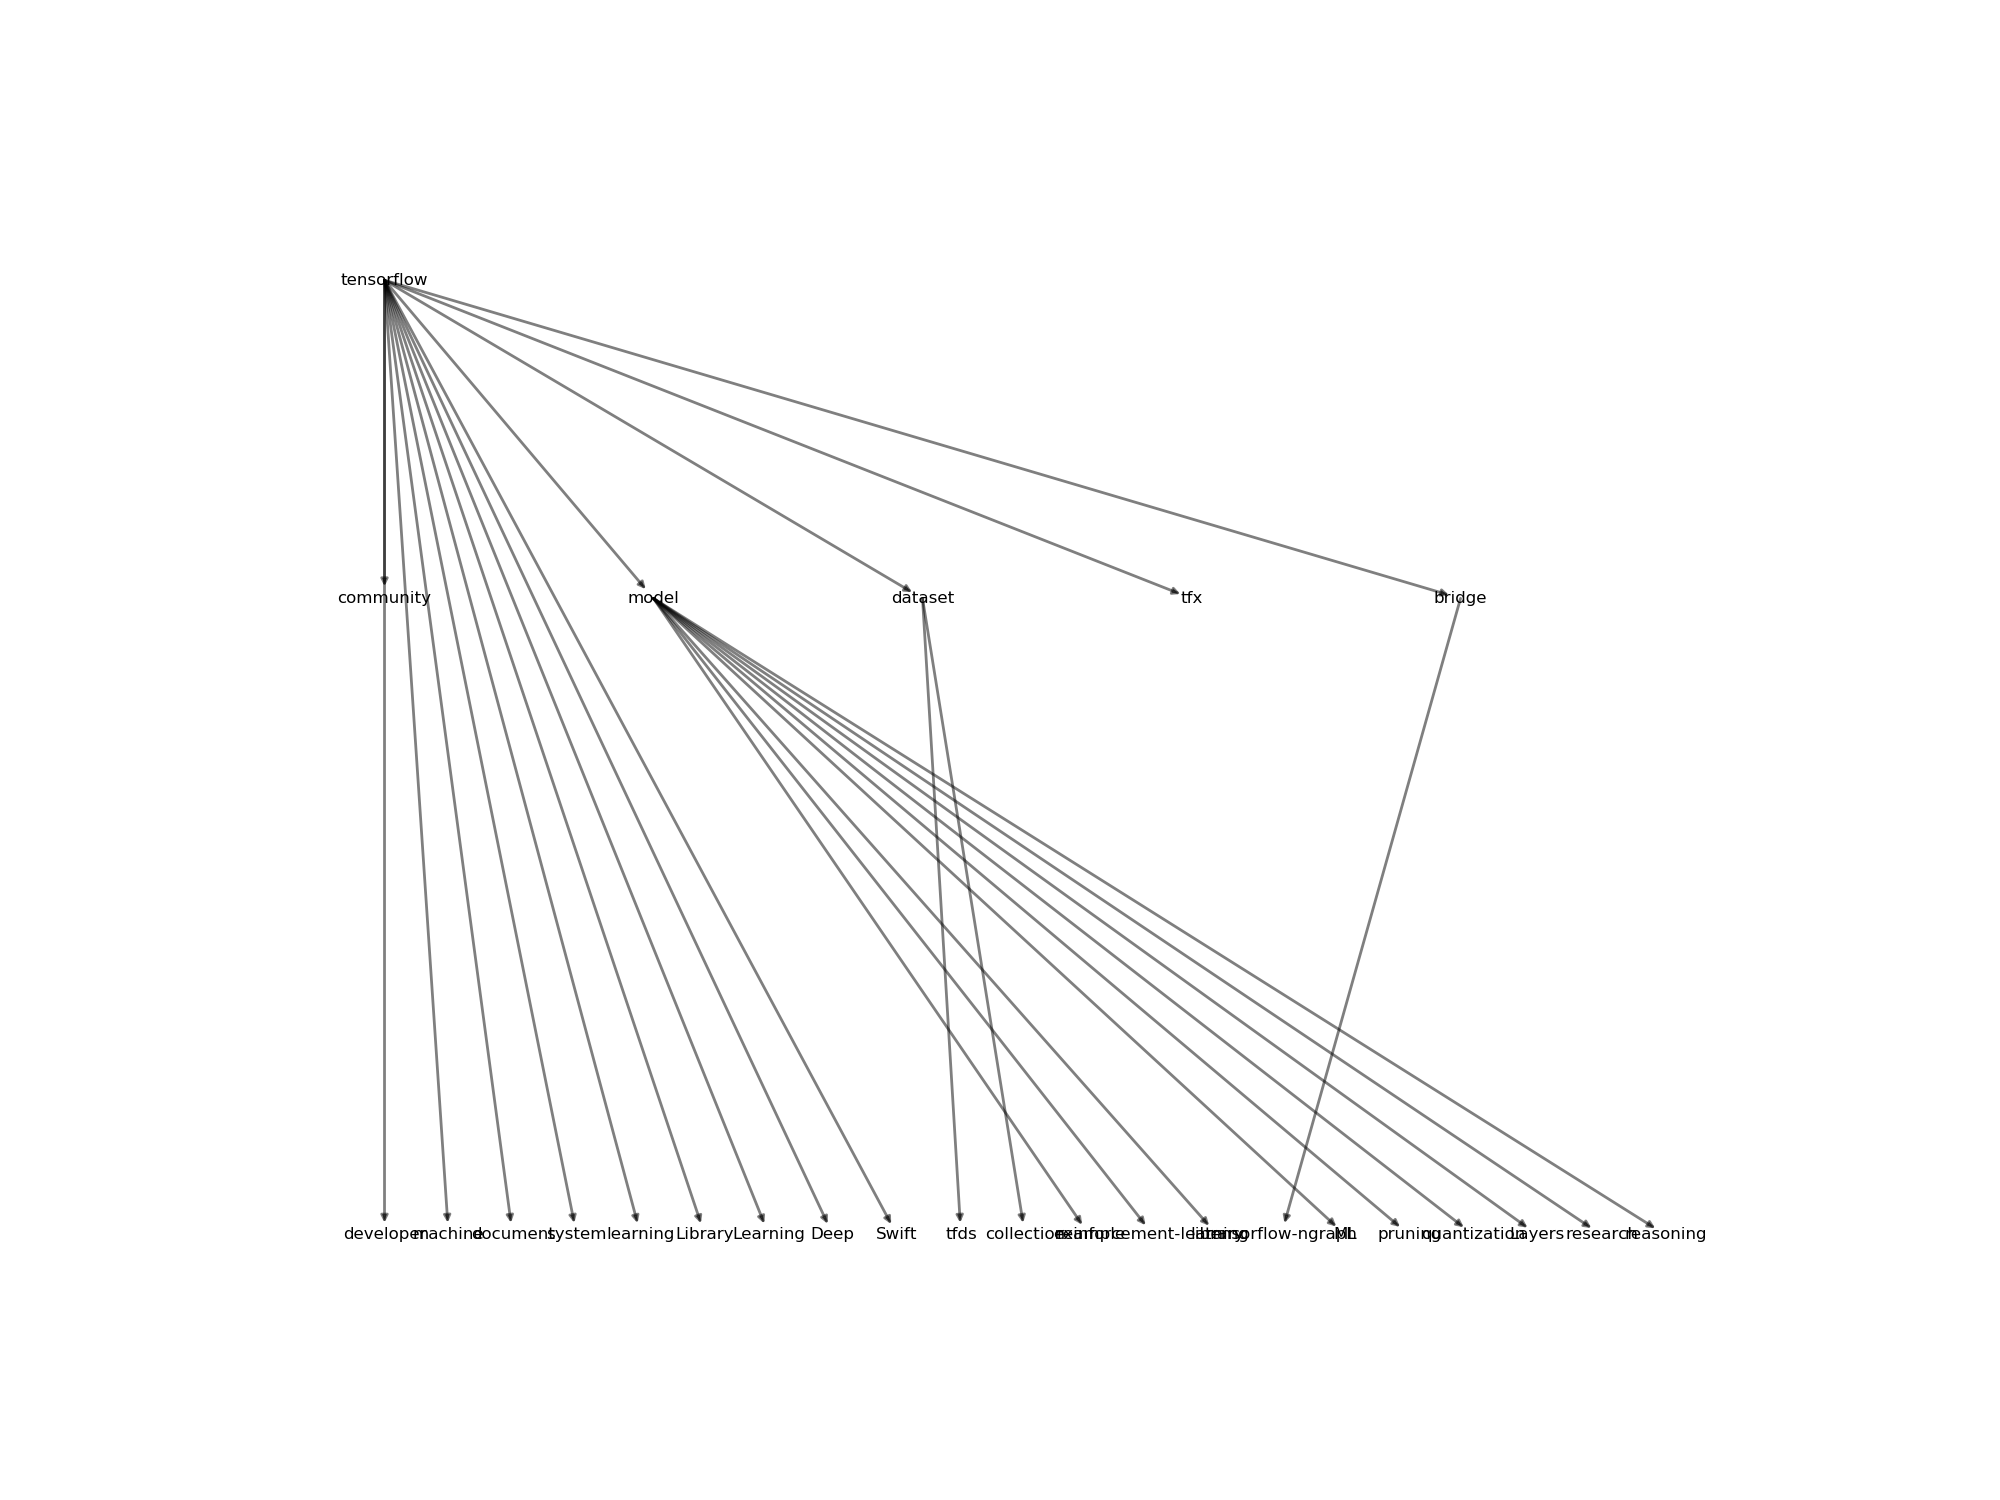 tensorflow
community model dataset tfx bridge
developer machine document system learning Library Learning Deep Swift tfds collection example reinforcement-learning library tensorflow-ngraph ML pruning quantization Layers research reasoning